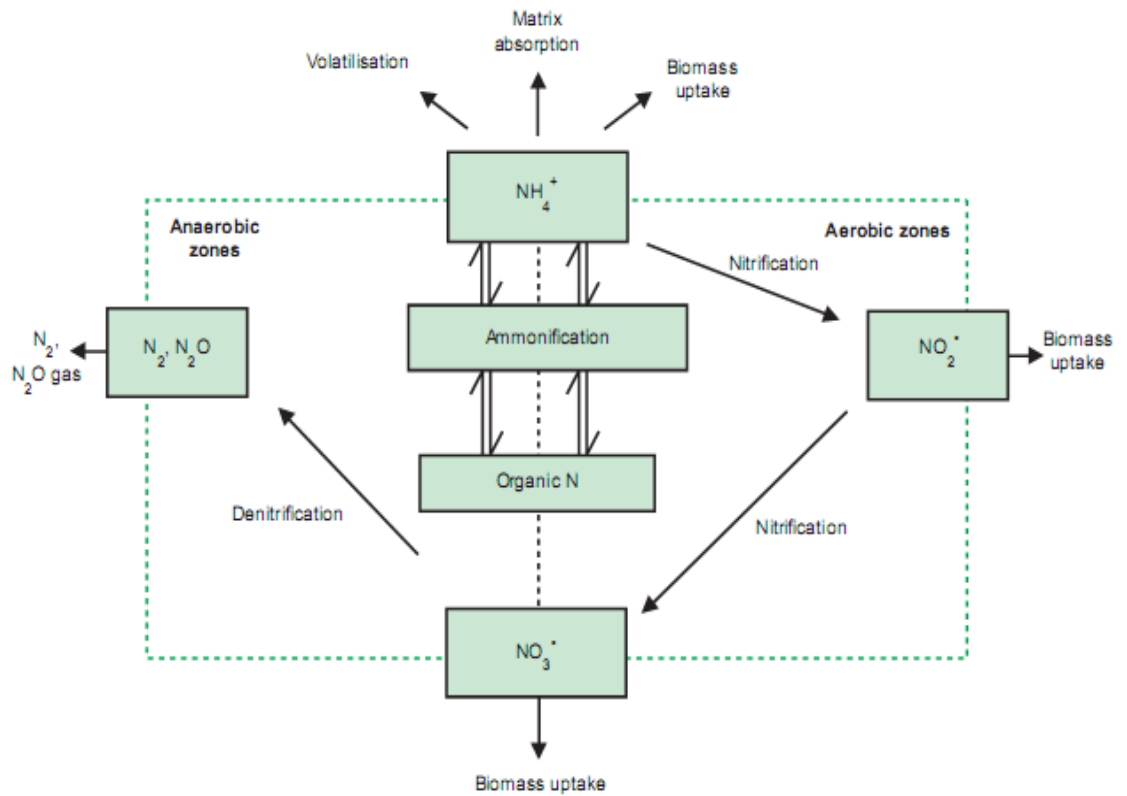 Matrix
absorption
Volatilisation
Biomass
uptake
NH₄⁺
Anaerobic
zones
Aerobic zones
Nitrification
Ammonification
N₂, N₂O
N₂,
N₂O gas
NO₂*
Biomass
uptake
Organic N
Denitrification
Nitrification
NO₃*
Biomass uptake